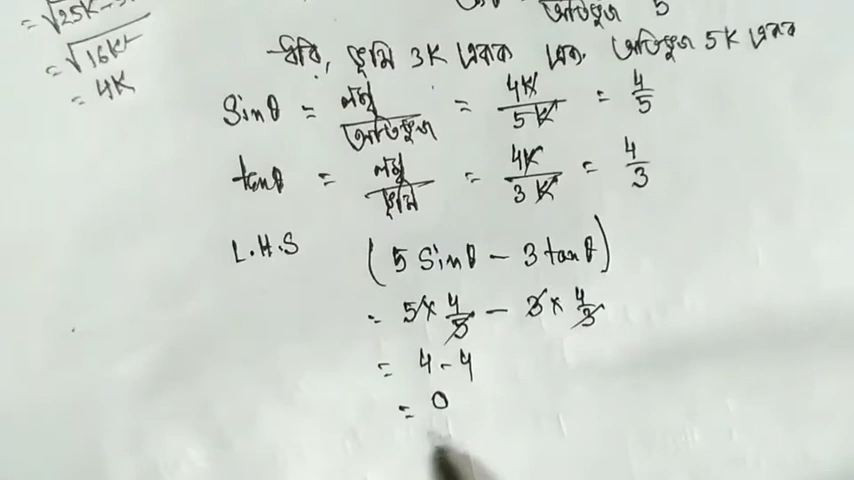 অতিভুজ 5
= √25K²
= √16K²
= 4K
ধরি, ভূমি 3K একক এবং অতিভুজ 5K একক
Sinθ = লম্ব/অতিভুজ = 4K/5K = 4/5
tanθ = লম্ব/ভূমি = 4K/3K = 4/3
L.H.S (5 Sinθ - 3 tanθ)
= 5 × 4/5 - 3 × 4/3
= 4 - 4
= 0